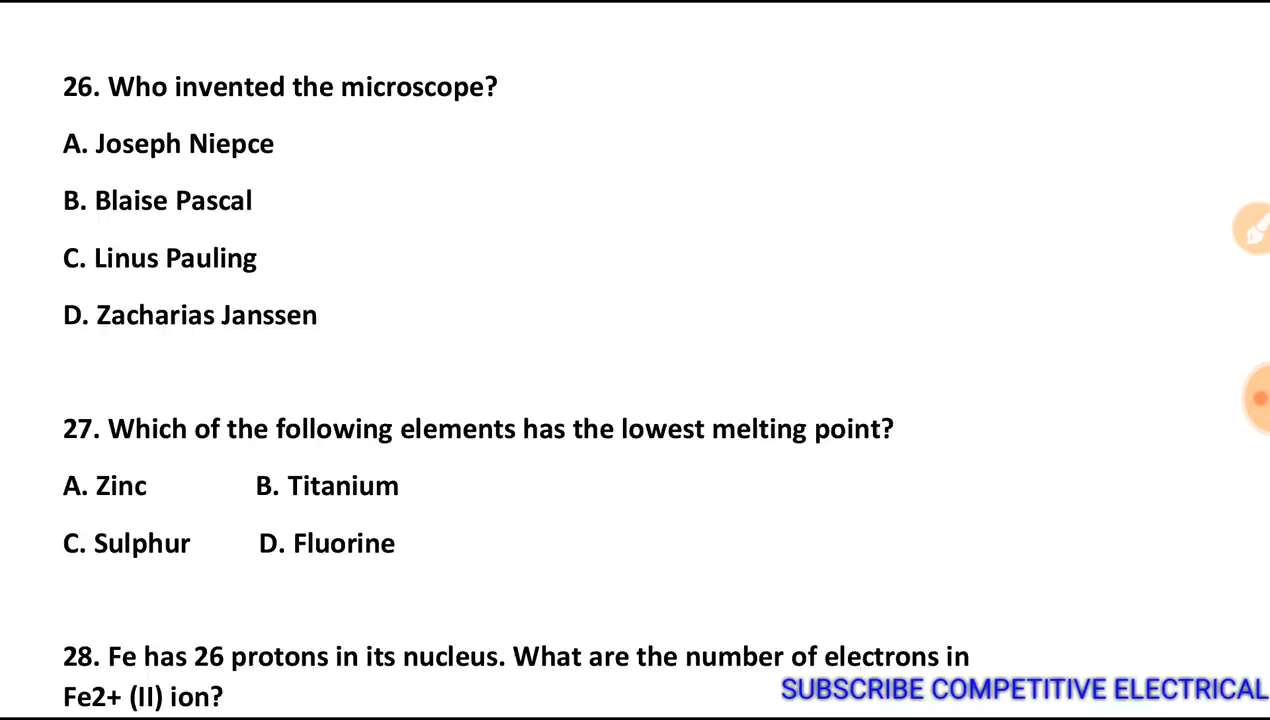 26. Who invented the microscope?
A. Joseph Niepce
B. Blaise Pascal
C. Linus Pauling
D. Zacharias Janssen
27. Which of the following elements has the lowest melting point?
A. Zinc B. Titanium
C. Sulphur D. Fluorine
28. Fe has 26 protons in its nucleus. What are the number of electrons in
Fe2+ (II) ion?
SUBSCRIBE COMPETITIVE ELECTRICAL